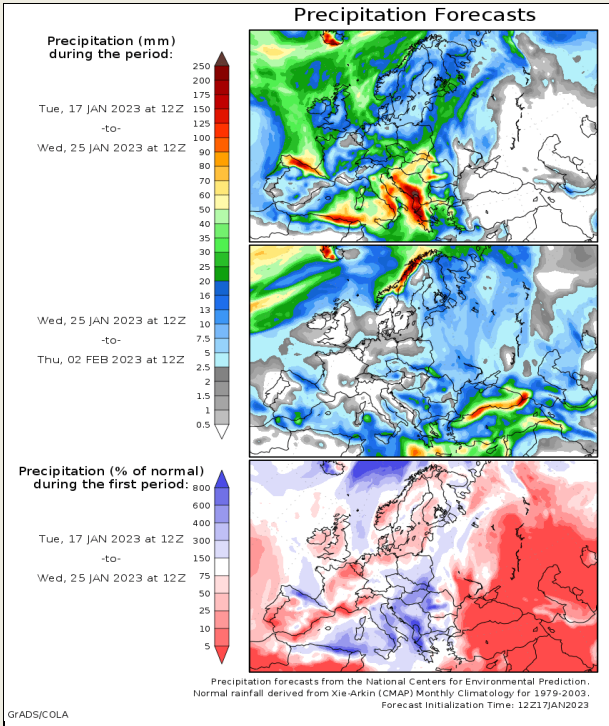 Precipitation Forecasts
Precipitation (mm)
during the period:
Tue, 17 JAN 2023 at 12Z
-to-
Wed, 25 JAN 2023 at 12Z
250
200
175
150
125
100
90
80
70
60
50
40
35
30
25
20
16
13
10
7.5
5
2.5
2
1.5
1
0.5
Wed, 25 JAN 2023 at 12Z
-to-
Thu, 02 FEB 2023 at 12Z
Precipitation (% of normal)
during the first period:
Tue, 17 JAN 2023 at 12Z
-to-
Wed, 25 JAN 2023 at 12Z
800
600
400
300
150
75
50
25
10
5
Precipitation forecasts from the National Centers for Environmental Prediction.
Normal rainfall derived from Xie-Arkin (CMAP) Monthly Climatology for 1979-2003.
Forecast Initialization Time: 12Z17JAN2023
GrADS/COLA